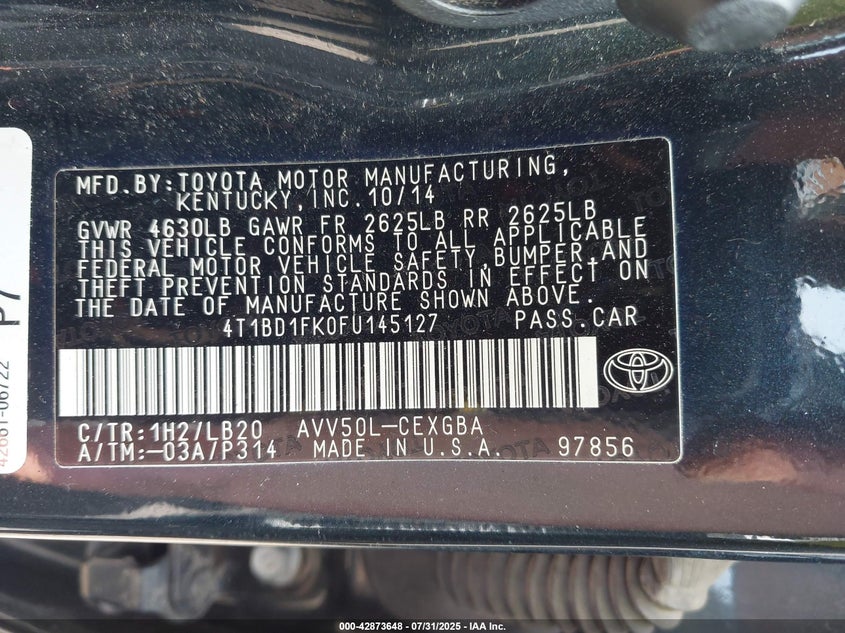 MFD.BY:TOYOTA MOTOR MANUFACTURING,
KENTUCKY,INC.10/14
GVWR 4630LB GAWR FR 2625LB RR 2625LB
THIS VEHICLE CONFORMS TO ALL APPLICABLE
FEDERAL MOTOR VEHICLE SAFETY,BUMPER,AND
THEFT PREVENTION STANDARDS IN EFFECT ON
THE DATE OF MANUFACTURE SHOWN ABOVE.
4T1BD1FK0FU145127 PASS.CAR
C/TR:1H2/LB20 AVV50L-CEXGBA
A/TM:-03A/P314 MADE IN U.S.A. 97856
P7
42661-06722
000-42873648 - 07/31/2025 - IAA Inc.